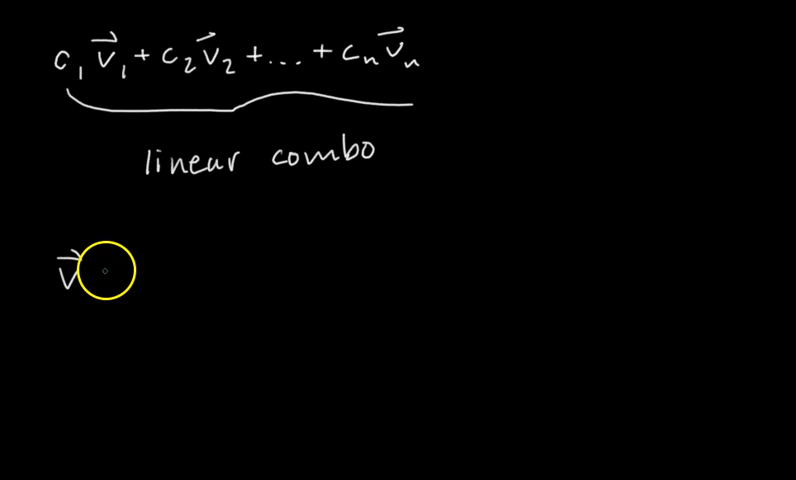 c₁v⃗₁ + c₂v⃗₂ + ... + cₙv⃗ₙ
linear combo
v⃗